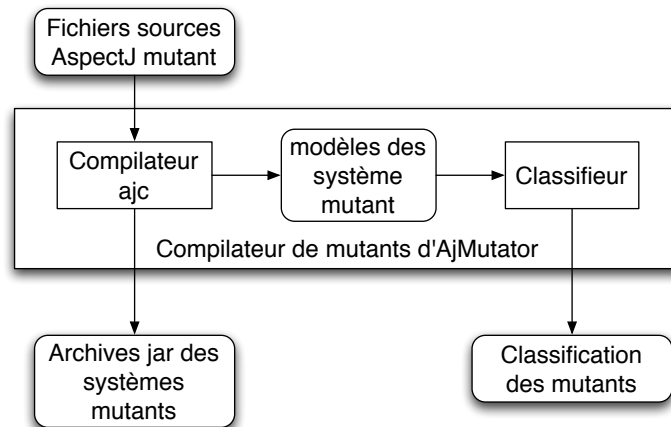 Fichiers sources
AspectJ mutant
Compilateur
ajc
modèles des
système
mutant
Classifieur
Compilateur de mutants d'AjMutator
Archives jar des
systèmes
mutants
Classification
des mutants